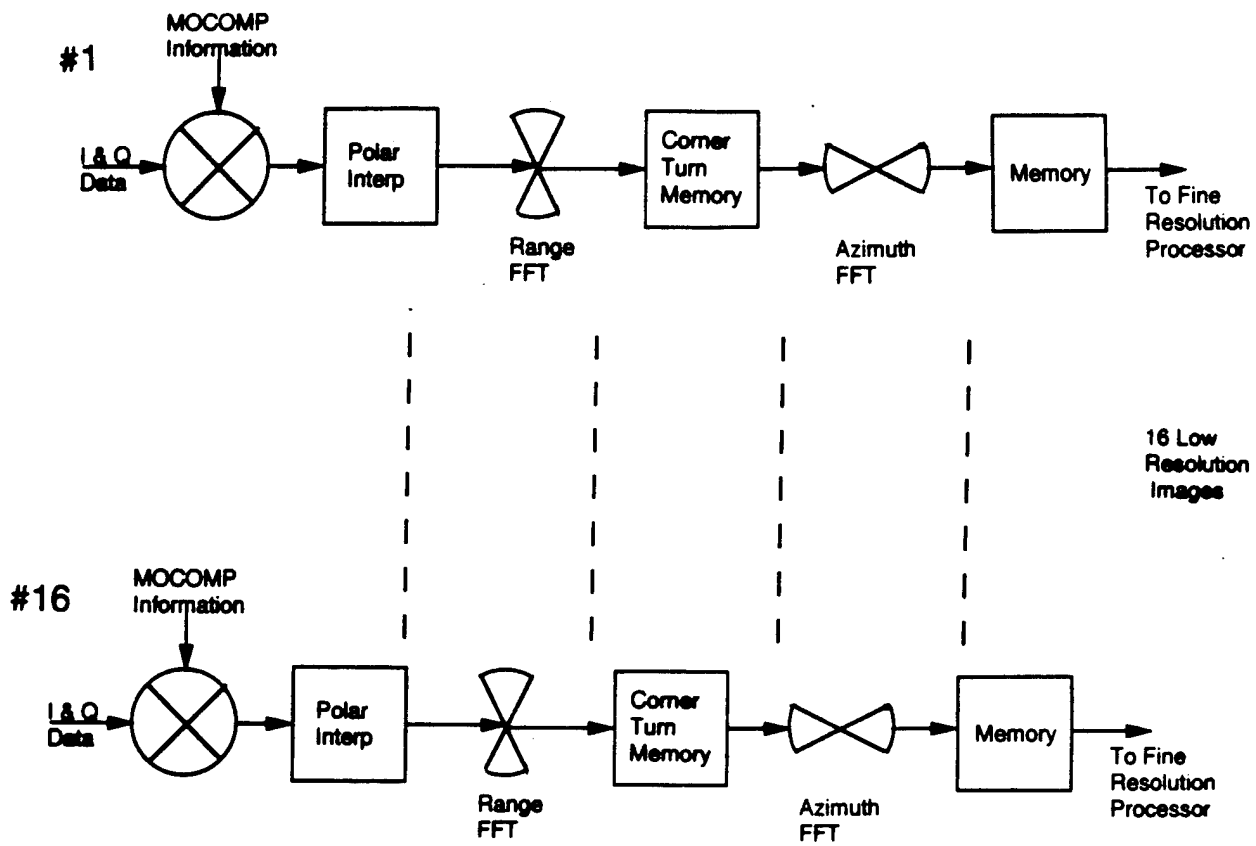 MOCOMP
Information
#1
I & Q
Data
Polar
Interp
Range
FFT
Corner
Turn
Memory
Azimuth
FFT
Memory
To Fine
Resolution
Processor
16 Low
Resolution
Images
MOCOMP
Information
#16
I & Q
Data
Polar
Interp
Range
FFT
Corner
Turn
Memory
Azimuth
FFT
Memory
To Fine
Resolution
Processor